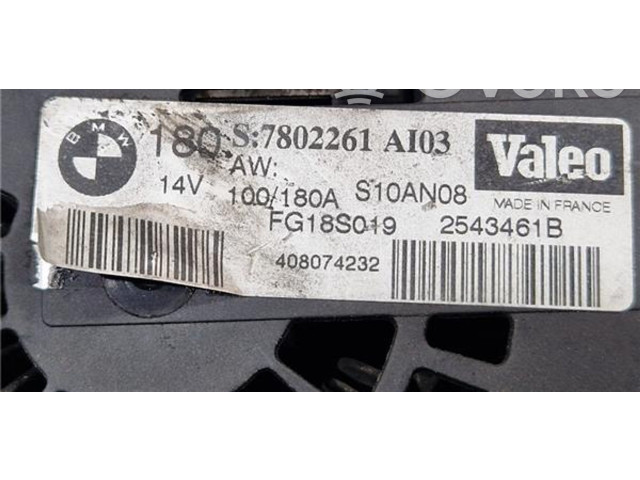 BMW
180 S:7802261 AI03
AW:
14V 100/180A S10AN08
FG18S019 2543461B
408074232
Valeo
MADE IN FRANCE